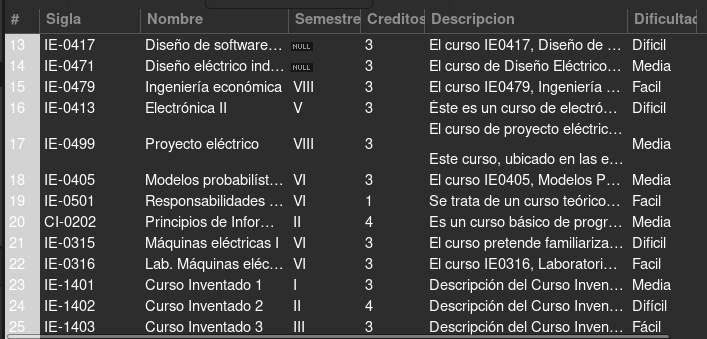 # Sigla Nombre Semestre Creditos Descripcion Dificultad
13 IE-0417 Diseño de software... NULL 3 El curso IE0417, Diseño de ... Dificil
14 IE-0471 Diseño eléctrico ind... NULL 3 El curso de Diseño Eléctrico... Media
15 IE-0479 Ingeniería económica VIII 3 El curso IE0479, Ingeniería ... Facil
16 IE-0413 Electrónica II V 3 Éste es un curso de electró... Dificil
17 IE-0499 Proyecto eléctrico VIII 3 El curso de proyecto eléctric... Media
Este curso, ubicado en las e...
18 IE-0405 Modelos probabilíst... VI 3 El curso IE0405, Modelos P... Media
19 IE-0501 Responsabilidades ... VI 1 Se trata de un curso teórico... Facil
20 CI-0202 Principios de Infor... II 4 Es un curso básico de progr... Media
21 IE-0315 Máquinas eléctricas I VI 3 El curso pretende familiariza... Dificil
22 IE-0316 Lab. Máquinas eléc... VI 3 El curso IE0316, Laboratori... Facil
23 IE-1401 Curso Inventado 1 I 3 Descripción del Curso Inven... Media
24 IE-1402 Curso Inventado 2 II 4 Descripción del Curso Inven... Difícil
25 IE-1403 Curso Inventado 3 III 3 Descripción del Curso Inven... Fácil